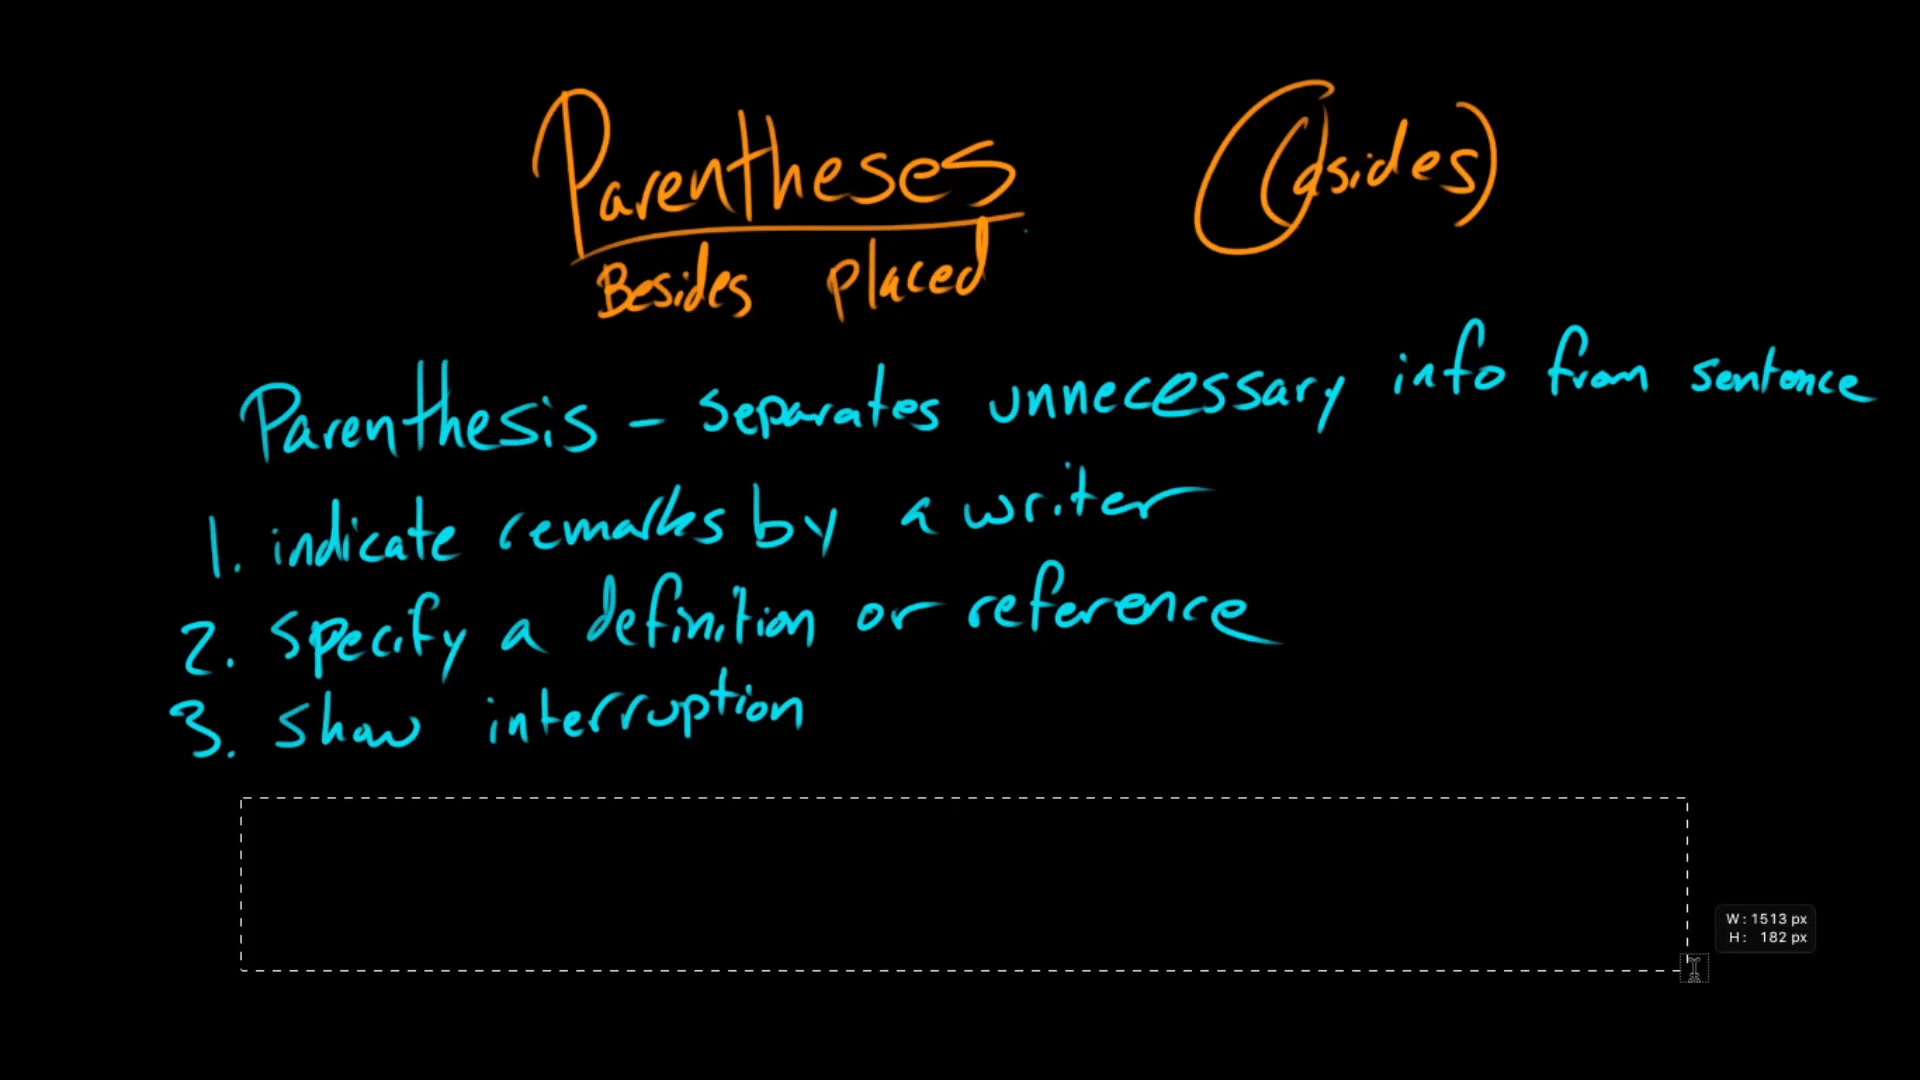 Parentheses (asides)
Besides placed
Parenthesis - separates unnecessary info from sentence
1. indicate remarks by a writer
2. specify a definition or reference
3. show interruption
W: 1513 px
H: 182 px